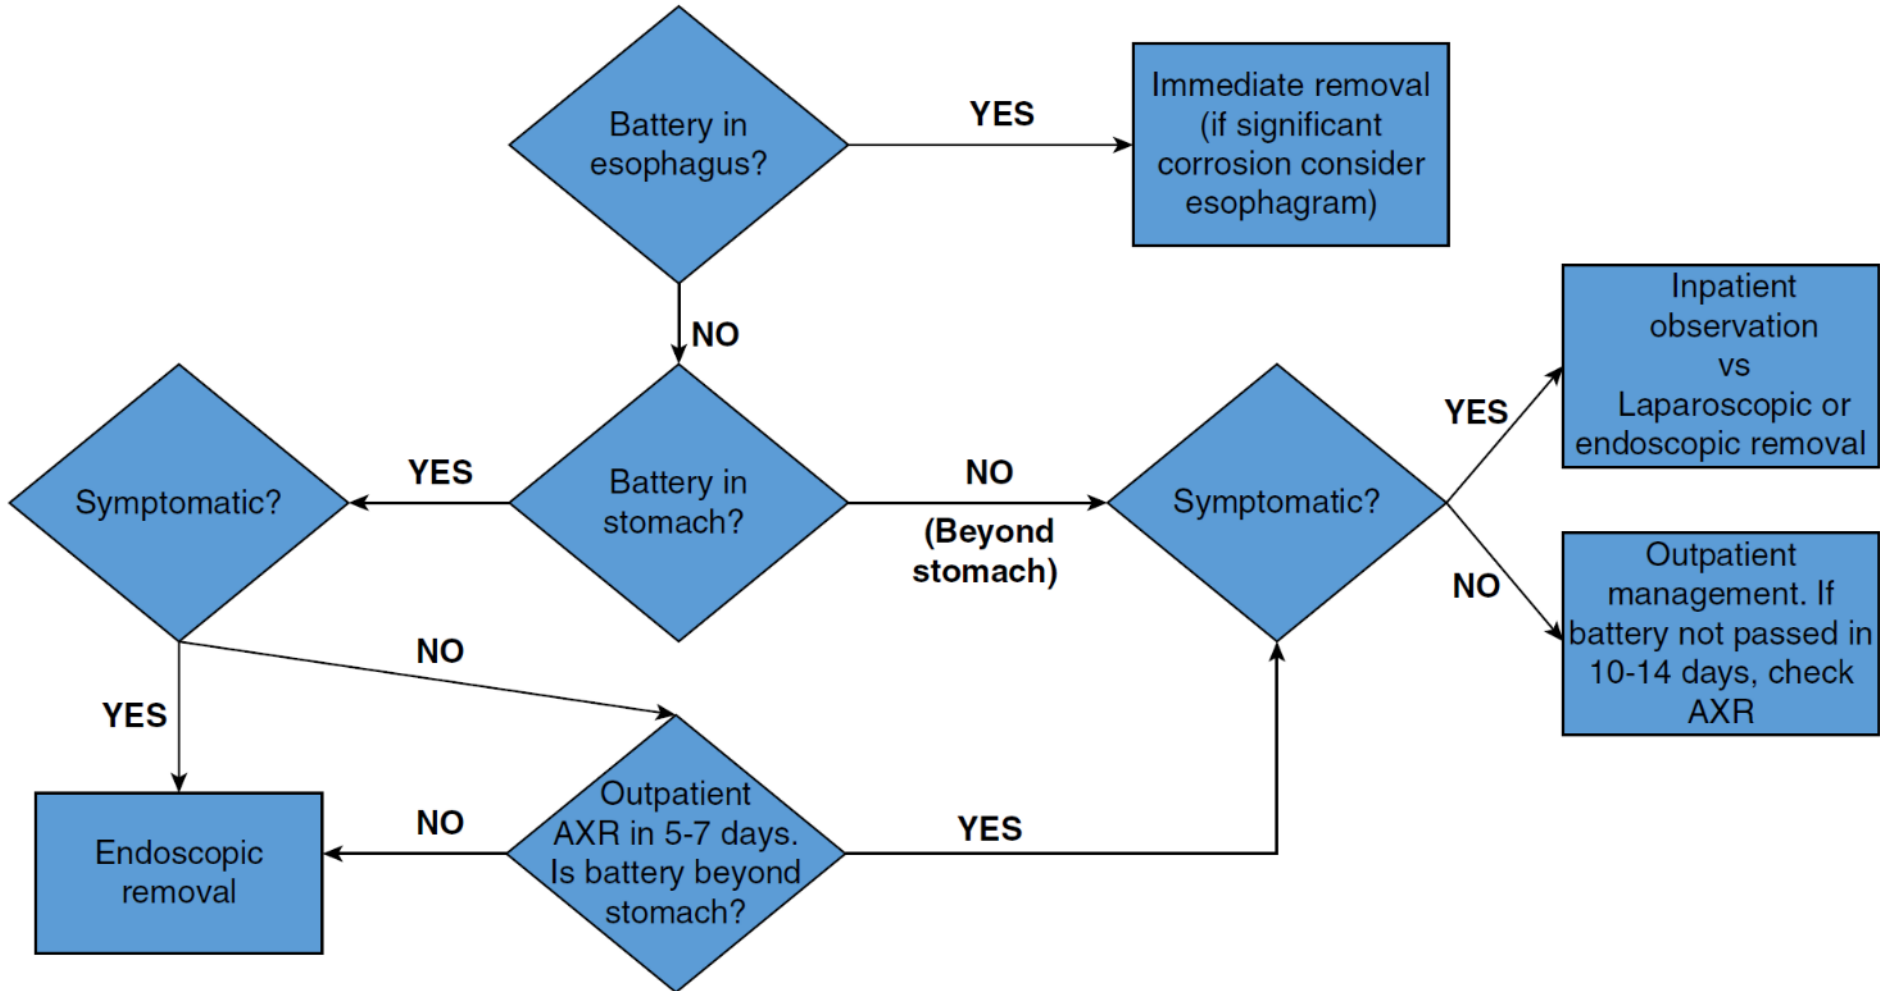 Battery in
esophagus?
YES
Immediate removal
(if significant
corrosion consider
esophagram)
NO
Battery in
stomach?
YES
Symptomatic?
NO
(Beyond
stomach)
Symptomatic?
YES
Inpatient
observation
vs
Laparoscopic or
endoscopic removal
NO
Outpatient
management. If
battery not passed in
10-14 days, check
AXR
YES
NO
Endoscopic
removal
NO
Outpatient
AXR in 5-7 days.
Is battery beyond
stomach?
YES